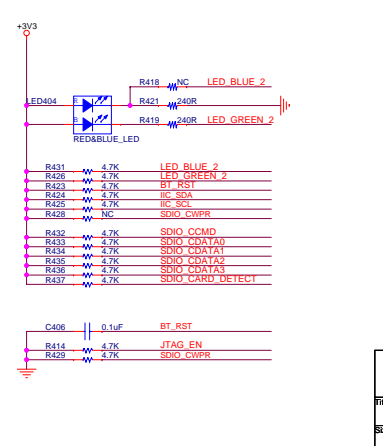 +3V3
R418 NC LED_BLUE_2
LED404 R R421 240R
B R419 240R LED_GREEN_2
RED&BLUE_LED
R431 4.7K LED_BLUE_2
R426 4.7K LED_GREEN_2
R423 4.7K BT_RST
R424 4.7K IIC_SDA
R425 4.7K IIC_SCL
R428 NC SDIO_CWPR
R432 4.7K SDIO_CCMD
R433 4.7K SDIO_CDATA0
R434 4.7K SDIO_CDATA1
R435 4.7K SDIO_CDATA2
R436 4.7K SDIO_CDATA3
R437 4.7K SDIO_CARD_DETECT
C406 0.1uF BT_RST
R414 4.7K JTAG_EN
R429 4.7K SDIO_CWPR